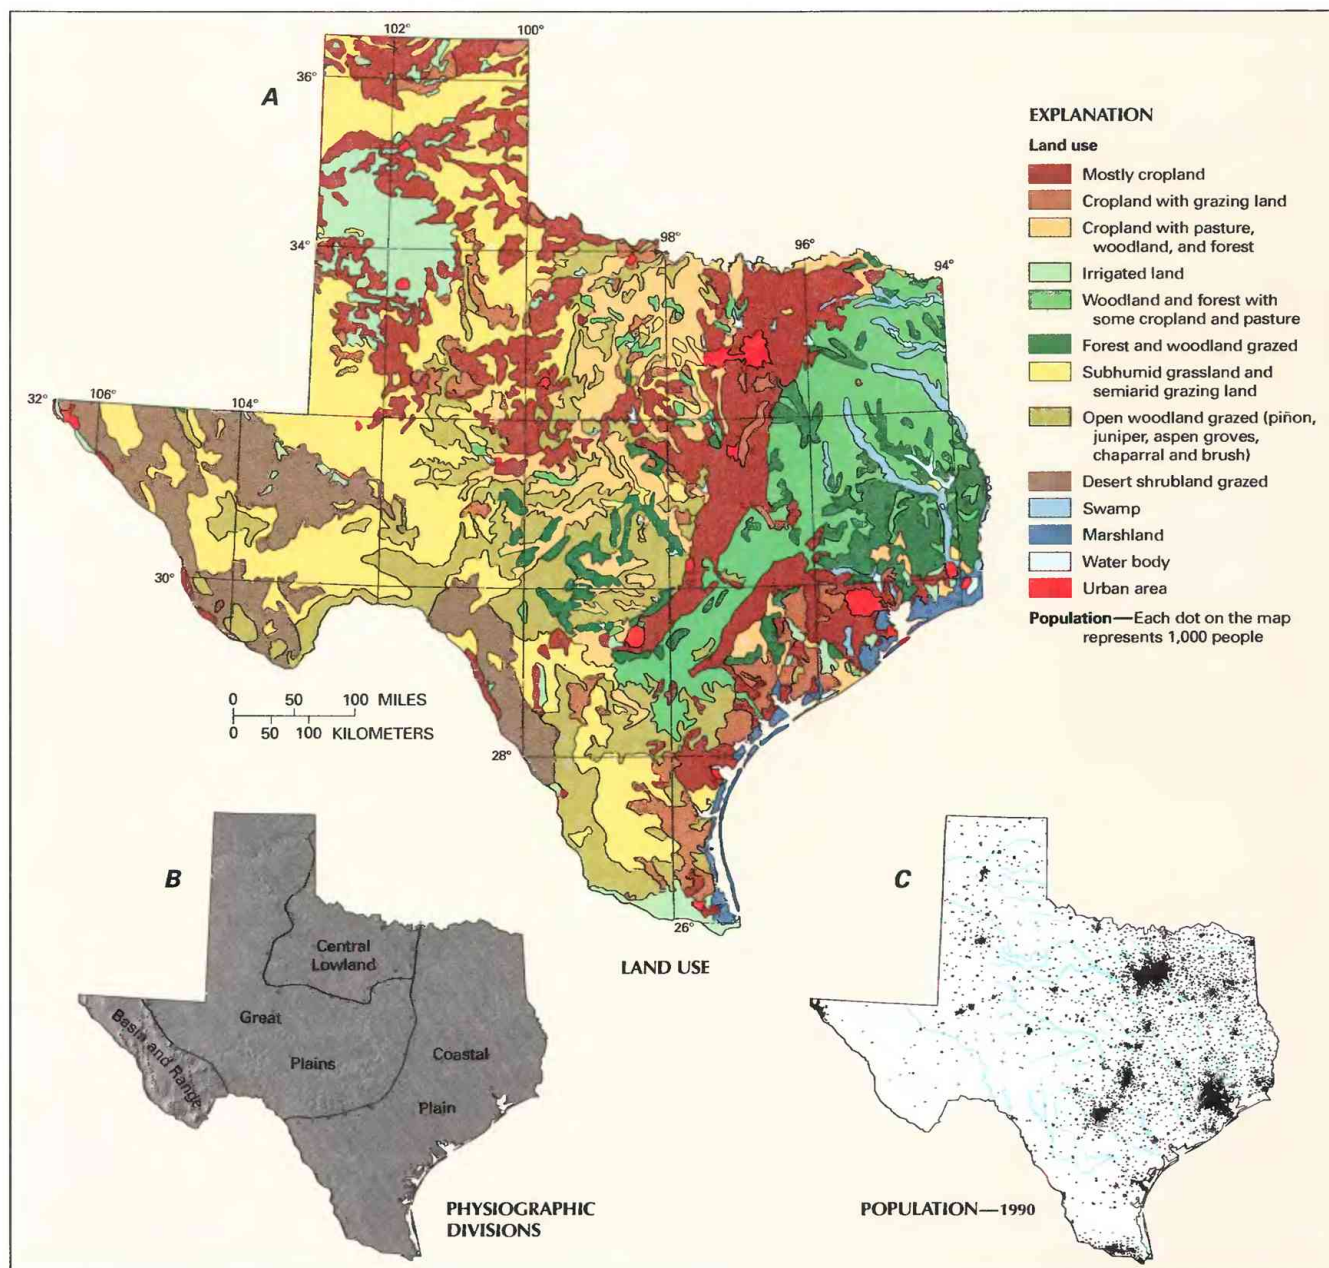 102°
100°
36°
A
34°
98°
96°
94°
32°
106°
104°
30°
28°
26°
0 50 100 MILES
0 50 100 KILOMETERS
LAND USE
EXPLANATION
Land use
Mostly cropland
Cropland with grazing land
Cropland with pasture,
woodland, and forest
Irrigated land
Woodland and forest with
some cropland and pasture
Forest and woodland grazed
Subhumid grassland and
semiarid grazing land
Open woodland grazed (piñon,
juniper, aspen groves,
chaparral and brush)
Desert shrubland grazed
Swamp
Marshland
Water body
Urban area
Population—Each dot on the map
represents 1,000 people
B
Central
Lowland
Great
Plains
Basin and Range
Coastal
Plain
PHYSIOGRAPHIC
DIVISIONS
C
POPULATION—1990